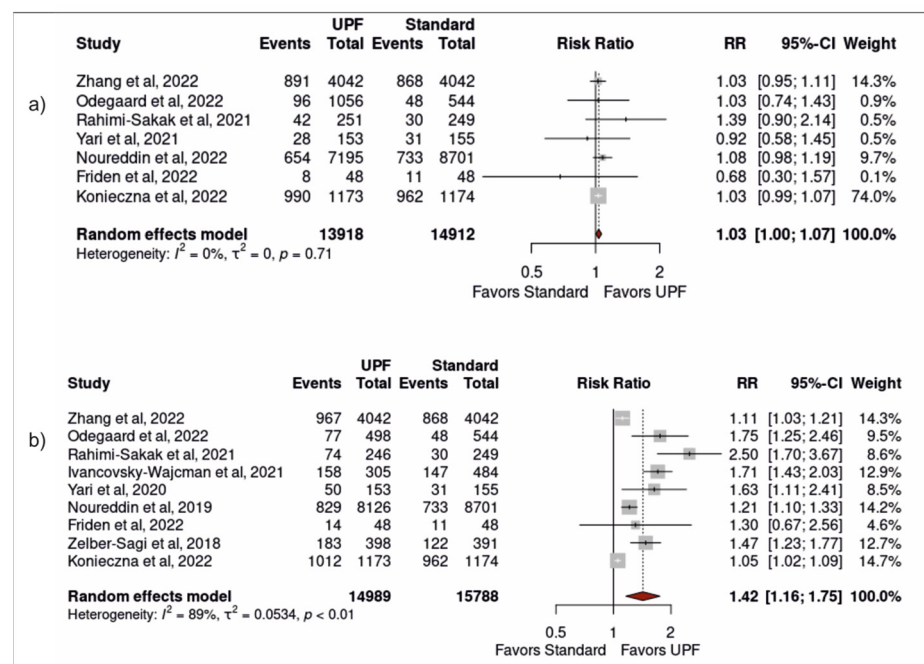 a)
UPF Standard
Study Events Total Events Total Risk Ratio RR 95%-CI Weight
Zhang et al, 2022 891 4042 868 4042 1.03 [0.95; 1.11] 14.3%
Odegaard et al, 2022 96 1056 48 544 1.03 [0.74; 1.43] 0.9%
Rahimi-Sakak et al, 2021 42 251 30 249 1.39 [0.90; 2.14] 0.5%
Yari et al, 2021 28 153 31 155 0.92 [0.58; 1.45] 0.5%
Noureddin et al, 2022 654 7195 733 8701 1.08 [0.98; 1.19] 9.7%
Friden et al, 2022 8 48 11 48 0.68 [0.30; 1.57] 0.1%
Konieczna et al, 2022 990 1173 962 1174 1.03 [0.99; 1.07] 74.0%
Random effects model 13918 14912 1.03 [1.00; 1.07] 100.0%
Heterogeneity: I² = 0%, τ² = 0, p = 0.71
0.5 1 2
Favors Standard Favors UPF
b)
UPF Standard
Study Events Total Events Total Risk Ratio RR 95%-CI Weight
Zhang et al, 2022 967 4042 868 4042 1.11 [1.03; 1.21] 14.3%
Odegaard et al, 2022 77 498 48 544 1.75 [1.25; 2.46] 9.5%
Rahimi-Sakak et al, 2021 74 246 30 249 2.50 [1.70; 3.67] 8.6%
Ivancovsky-Wajcman et al, 2021 158 305 147 484 1.71 [1.43; 2.03] 12.9%
Yari et al, 2020 50 153 31 155 1.63 [1.11; 2.41] 8.5%
Noureddin et al, 2019 829 8126 733 8701 1.21 [1.10; 1.33] 14.2%
Friden et al, 2022 14 48 11 48 1.30 [0.67; 2.56] 4.6%
Zelber-Sagi et al, 2018 183 398 122 391 1.47 [1.23; 1.77] 12.7%
Konieczna et al, 2022 1012 1173 962 1174 1.05 [1.02; 1.09] 14.7%
Random effects model 14989 15788 1.42 [1.16; 1.75] 100.0%
Heterogeneity: I² = 89%, τ² = 0.0534, p < 0.01
0.5 1 2
Favors Standard Favors UPF